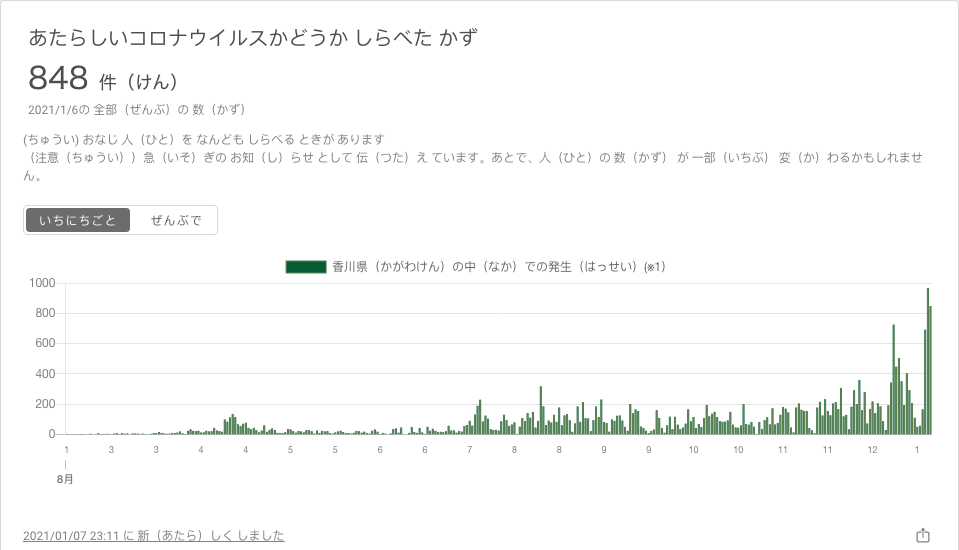 あたらしいコロナウイルスかどうか しらべた かず
848 件（けん）
2021/1/6の 全部（ぜんぶ）の 数（かず）
(ちゅうい) おなじ 人（ひと）を なんども しらべる ときが あります
（注意（ちゅうい））急（いそ）ぎの お知（し）らせ として 伝（つた）え ています。あとで、人（ひと）の 数（かず） が 一部（いちぶ） 変（か）わるかもしれませ
ん。
いちにちごと ぜんぶで
香川県（かがわけん）の中（なか）での発生（はっせい）(※1)
1000
800
600
400
200
0
1 3 3 4 4 5 5 6 6 7 8 8 9 9 10 10 11 11 12 1
8月
2021/01/07 23:11 に 新（あたら）しく しました